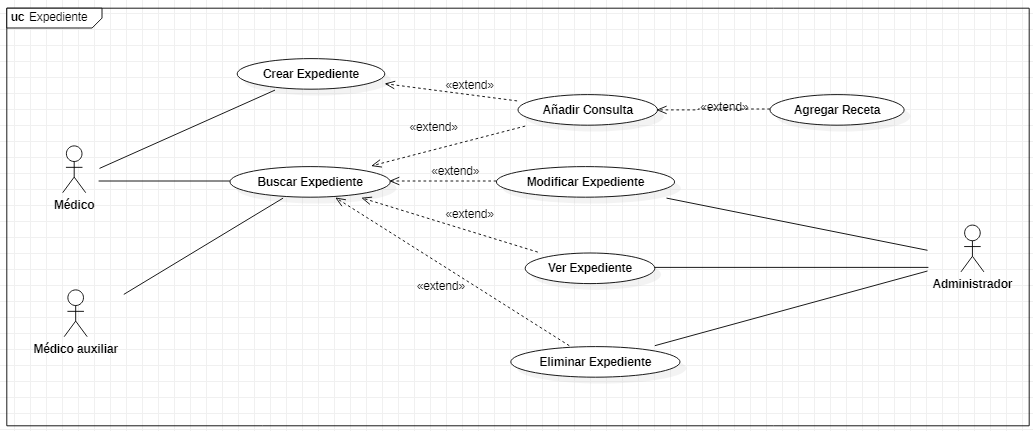 uc Expediente
Crear Expediente
«extend»
Añadir Consulta
«extend»
Agregar Receta
«extend»
Médico
Buscar Expediente
«extend»
Modificar Expediente
«extend»
Ver Expediente
Administrador
«extend»
Médico auxiliar
Eliminar Expediente